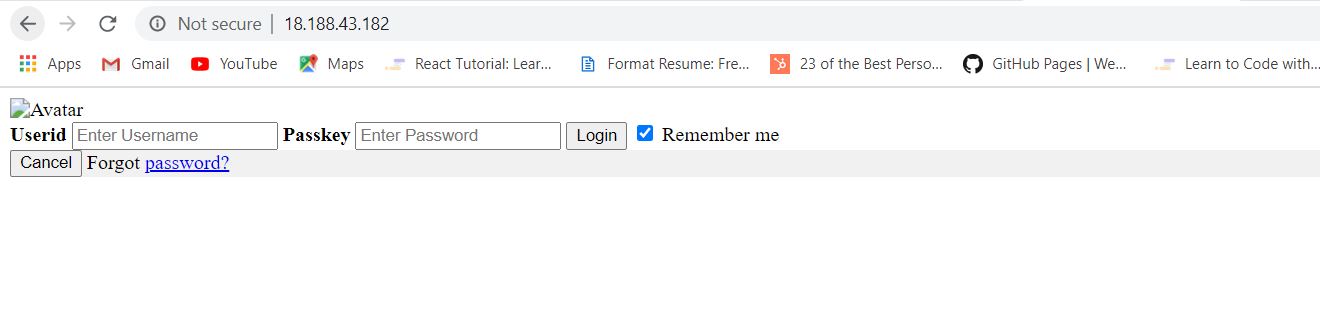 Not secure | 18.188.43.182
Apps Gmail YouTube Maps React Tutorial: Lear... Format Resume: Fre... 23 of the Best Perso... GitHub Pages | We... Learn to Code with...
Avatar
Userid Enter Username Passkey Enter Password Login Remember me
Cancel Forgot password?